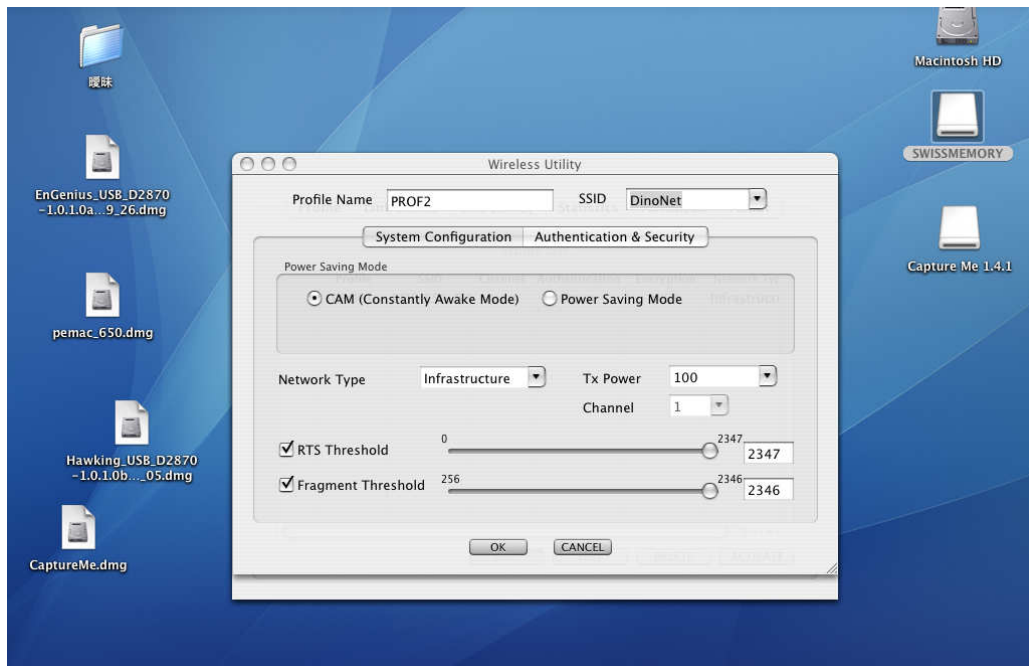 曖昧
EnGenius_USB_D2870
-1.0.1.0a...9_26.dmg
pemac_650.dmg
Hawking_USB_D2870
-1.0.1.0b..._05.dmg
CaptureMe.dmg
Macintosh HD
SWISSMEMORY
Capture Me 1.4.1
Wireless Utility
Profile Name PROF2 SSID DinoNet
System Configuration Authentication & Security
Power Saving Mode
CAM (Constantly Awake Mode) Power Saving Mode
Network Type Infrastructure Tx Power 100
Channel 1
RTS Threshold 0 2347 2347
Fragment Threshold 256 2346 2346
OK CANCEL